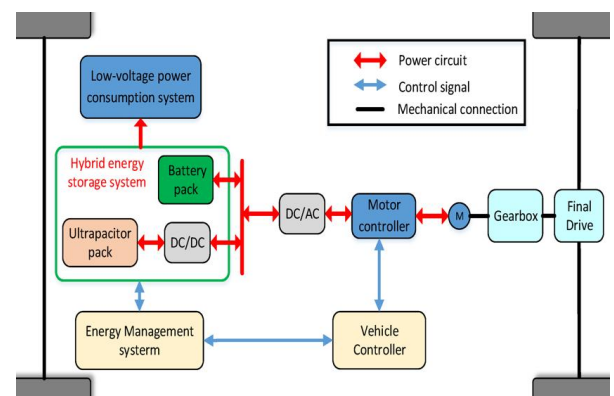 Low-voltage power
consumption system
Power circuit
Control signal
Mechanical connection
Hybrid energy
storage system
Battery
pack
Ultrapacitor
pack
DC/DC
DC/AC
Motor
controller
M
Gearbox
Final
Drive
Energy Management
systerm
Vehicle
Controller